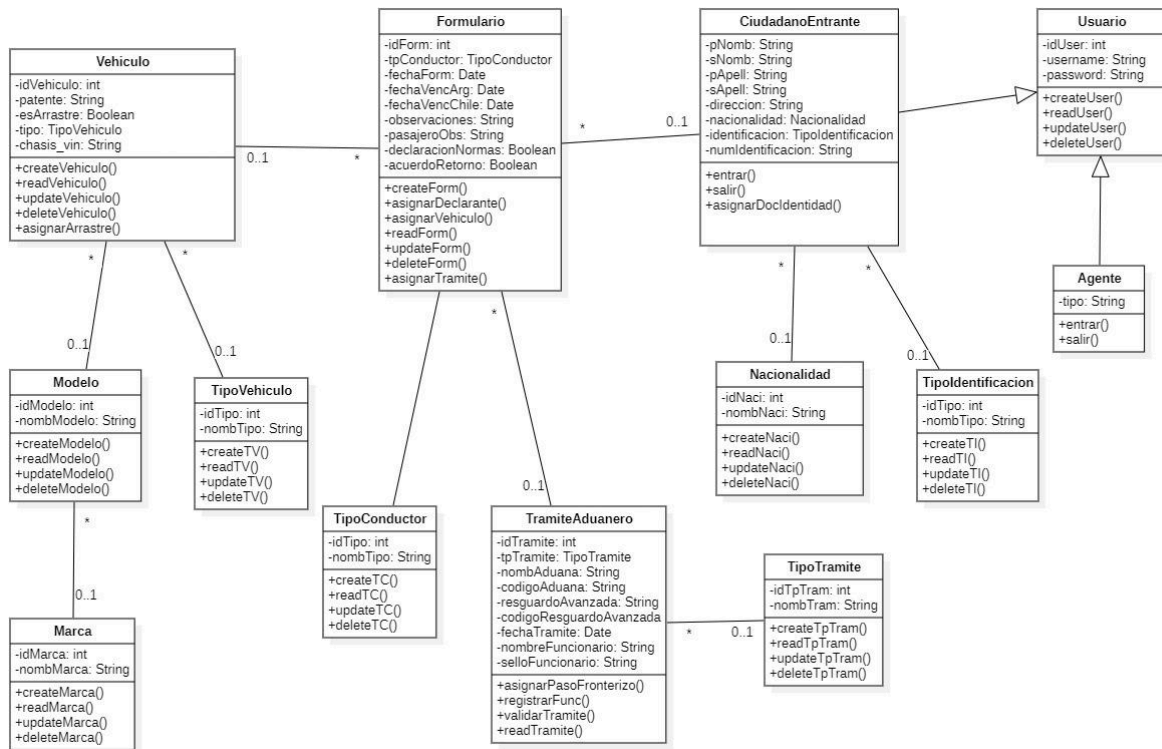 Vehiculo
-idVehiculo: int
-patente: String
-esArrastre: Boolean
-tipo: TipoVehiculo
-chasis_vin: String
+createVehiculo()
+readVehiculo()
+updateVehiculo()
+deleteVehiculo()
+asignarArrastre()
0..1
*
Formulario
-idForm: int
-tpConductor: TipoConductor
-fechaForm: Date
-fechaVencArg: Date
-fechaVencChile: Date
-observaciones: String
-pasajeroObs: String
-declaracionNormas: Boolean
-acuerdoRetorno: Boolean
+createForm()
+asignarDeclarante()
+asignarVehiculo()
+readForm()
+updateForm()
+deleteForm()
+asignarTramite()
*
0..1
CiudadanoEntrante
-pNomb: String
-sNomb: String
-pApell: String
-sApell: String
-direccion: String
-nacionalidad: Nacionalidad
-identificacion: TipoIdentificacion
-numIdentificacion: String
+entrar()
+salir()
+asignarDocIdentidad()
Usuario
-idUser: int
-username: String
-password: String
+createUser()
+readUser()
+updateUser()
+deleteUser()
Agente
-tipo: String
+entrar()
+salir()
*
*
*
*
*
0..1
0..1
0..1
0..1
Modelo
-idModelo: int
-nombModelo: String
+createModelo()
+readModelo()
+updateModelo()
+deleteModelo()
TipoVehiculo
-idTipo: int
-nombTipo: String
+createTV()
+readTV()
+updateTV()
+deleteTV()
Nacionalidad
-idNaci: int
-nombNaci: String
+createNaci()
+readNaci()
+updateNaci()
+deleteNaci()
TipoIdentificacion
-idTipo: int
-nombTipo: String
+createTI()
+readTI()
+updateTI()
+deleteTI()
*
0..1
0..1
Marca
-idMarca: int
-nombMarca: String
+createMarca()
+readMarca()
+updateMarca()
+deleteMarca()
TipoConductor
-idTipo: int
-nombTipo: String
+createTC()
+readTC()
+updateTC()
+deleteTC()
TramiteAduanero
-idTramite: int
-tpTramite: TipoTramite
-nombAduana: String
-codigoAduana: String
-resguardoAvanzada: String
-codigoResguardoAvanzada
-fechaTramite: Date
-nombreFuncionario: String
-selloFuncionario: String
+asignarPasoFronterizo()
+registrarFunc()
+validarTramite()
+readTramite()
*
0..1
TipoTramite
-idTpTram: int
-nombTram: String
+createTpTram()
+readTpTram()
+updateTpTram()
+deleteTpTram()